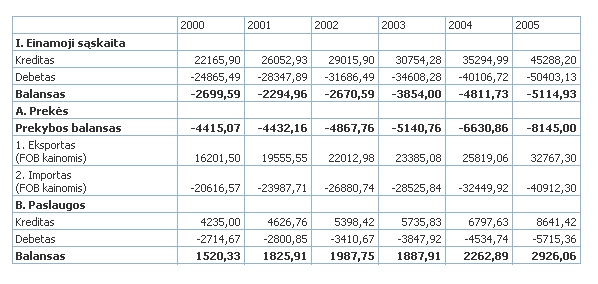 2000 2001 2002 2003 2004 2005
I. Einamoji sąskaita
Kreditas 22165,90 26052,93 29015,90 30754,28 35294,99 45288,20
Debetas -24865,49 -28347,89 -31686,49 -34608,28 -40106,72 -50403,13
Balansas -2699,59 -2294,96 -2670,59 -3854,00 -4811,73 -5114,93
A. Prekės
Prekybos balansas -4415,07 -4432,16 -4867,76 -5140,76 -6630,86 -8145,00
1. Eksportas
(FOB kainomis) 16201,50 19555,55 22012,98 23385,08 25819,06 32767,30
2. Importas
(FOB kainomis) -20616,57 -23987,71 -26880,74 -28525,84 -32449,92 -40912,30
B. Paslaugos
Kreditas 4235,00 4626,76 5398,42 5735,83 6797,63 8641,42
Debetas -2714,67 -2800,85 -3410,67 -3847,92 -4534,74 -5715,36
Balansas 1520,33 1825,91 1987,75 1887,91 2262,89 2926,06